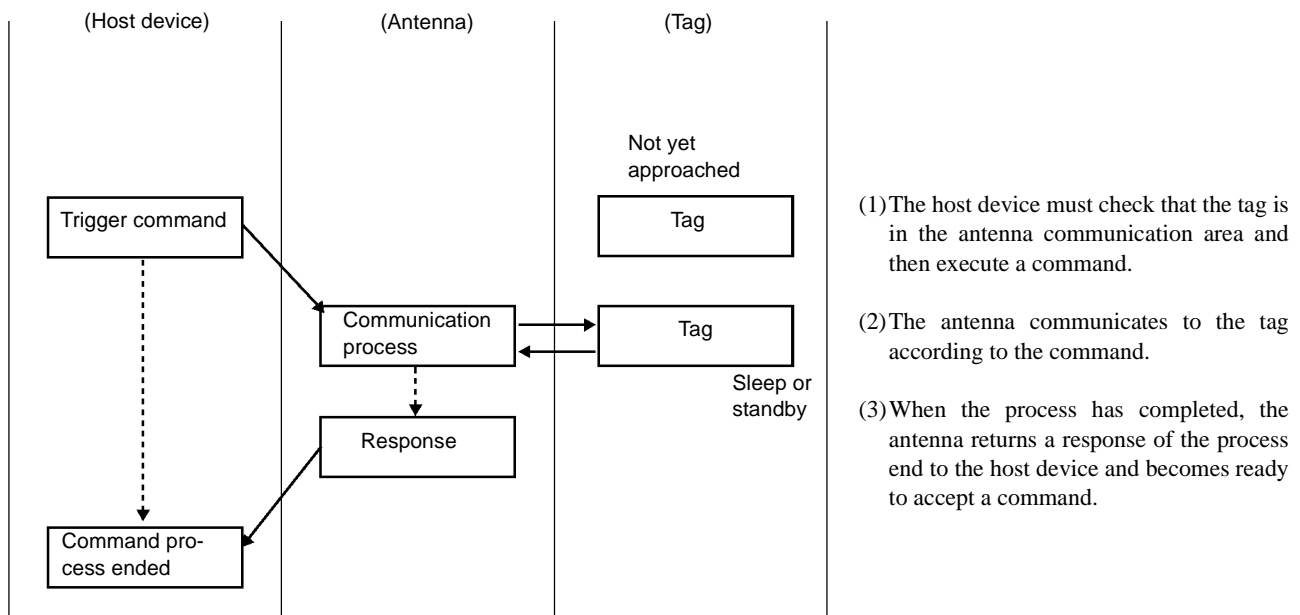 (Host device)
(Antenna)
(Tag)
Not yet
approached
Trigger command
Tag
Communication
process
Tag
Sleep or
standby
Response
Command pro-
cess ended
(1)The host device must check that the tag is
in the antenna communication area and
then execute a command.
(2)The antenna communicates to the tag
according to the command.
(3)When the process has completed, the
antenna returns a response of the process
end to the host device and becomes ready
to accept a command.